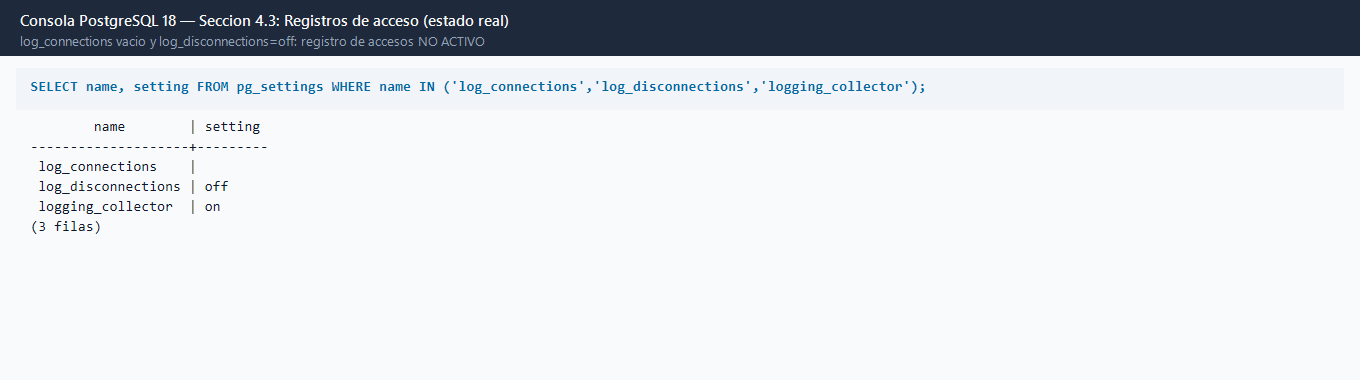 Consola PostgreSQL 18 — Seccion 4.3: Registros de acceso (estado real)
log_connections vacio y log_disconnections=off: registro de accesos NO ACTIVO
SELECT name, setting FROM pg_settings WHERE name IN ('log_connections','log_disconnections','logging_collector');
        name        | setting
--------------------+---------
 log_connections    |
 log_disconnections | off
 logging_collector  | on
(3 filas)